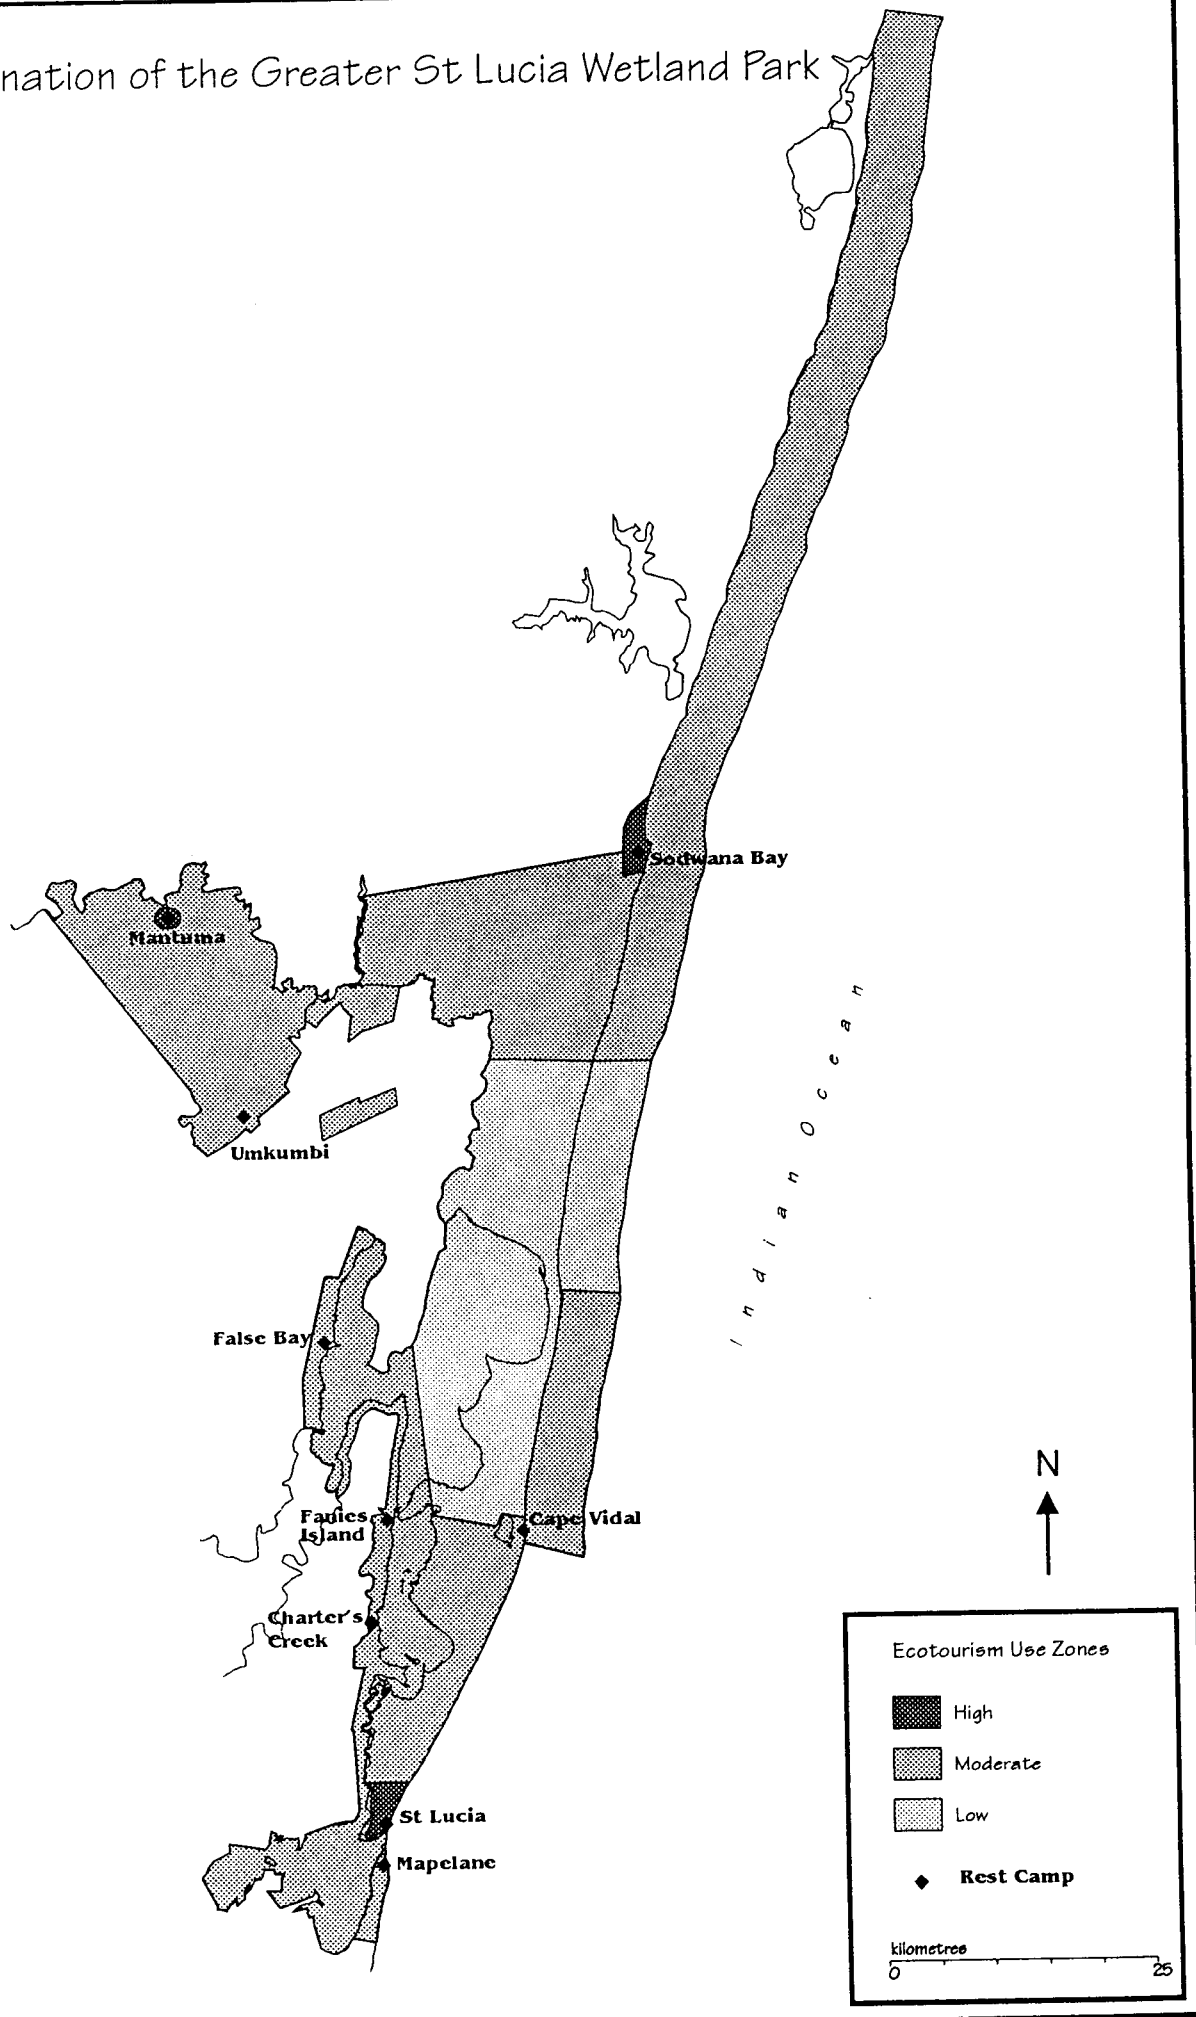 nation of the Greater St Lucia Wetland Park
Sodwana Bay
Mantuma
Umkumbi
Indian Ocean
False Bay
N
Fanies
Island
Cape Vidal
Charter's
Creek
Ecotourism Use Zones
High
Moderate
Low
St Lucia
Mapelane
Rest Camp
kilometres
0 25